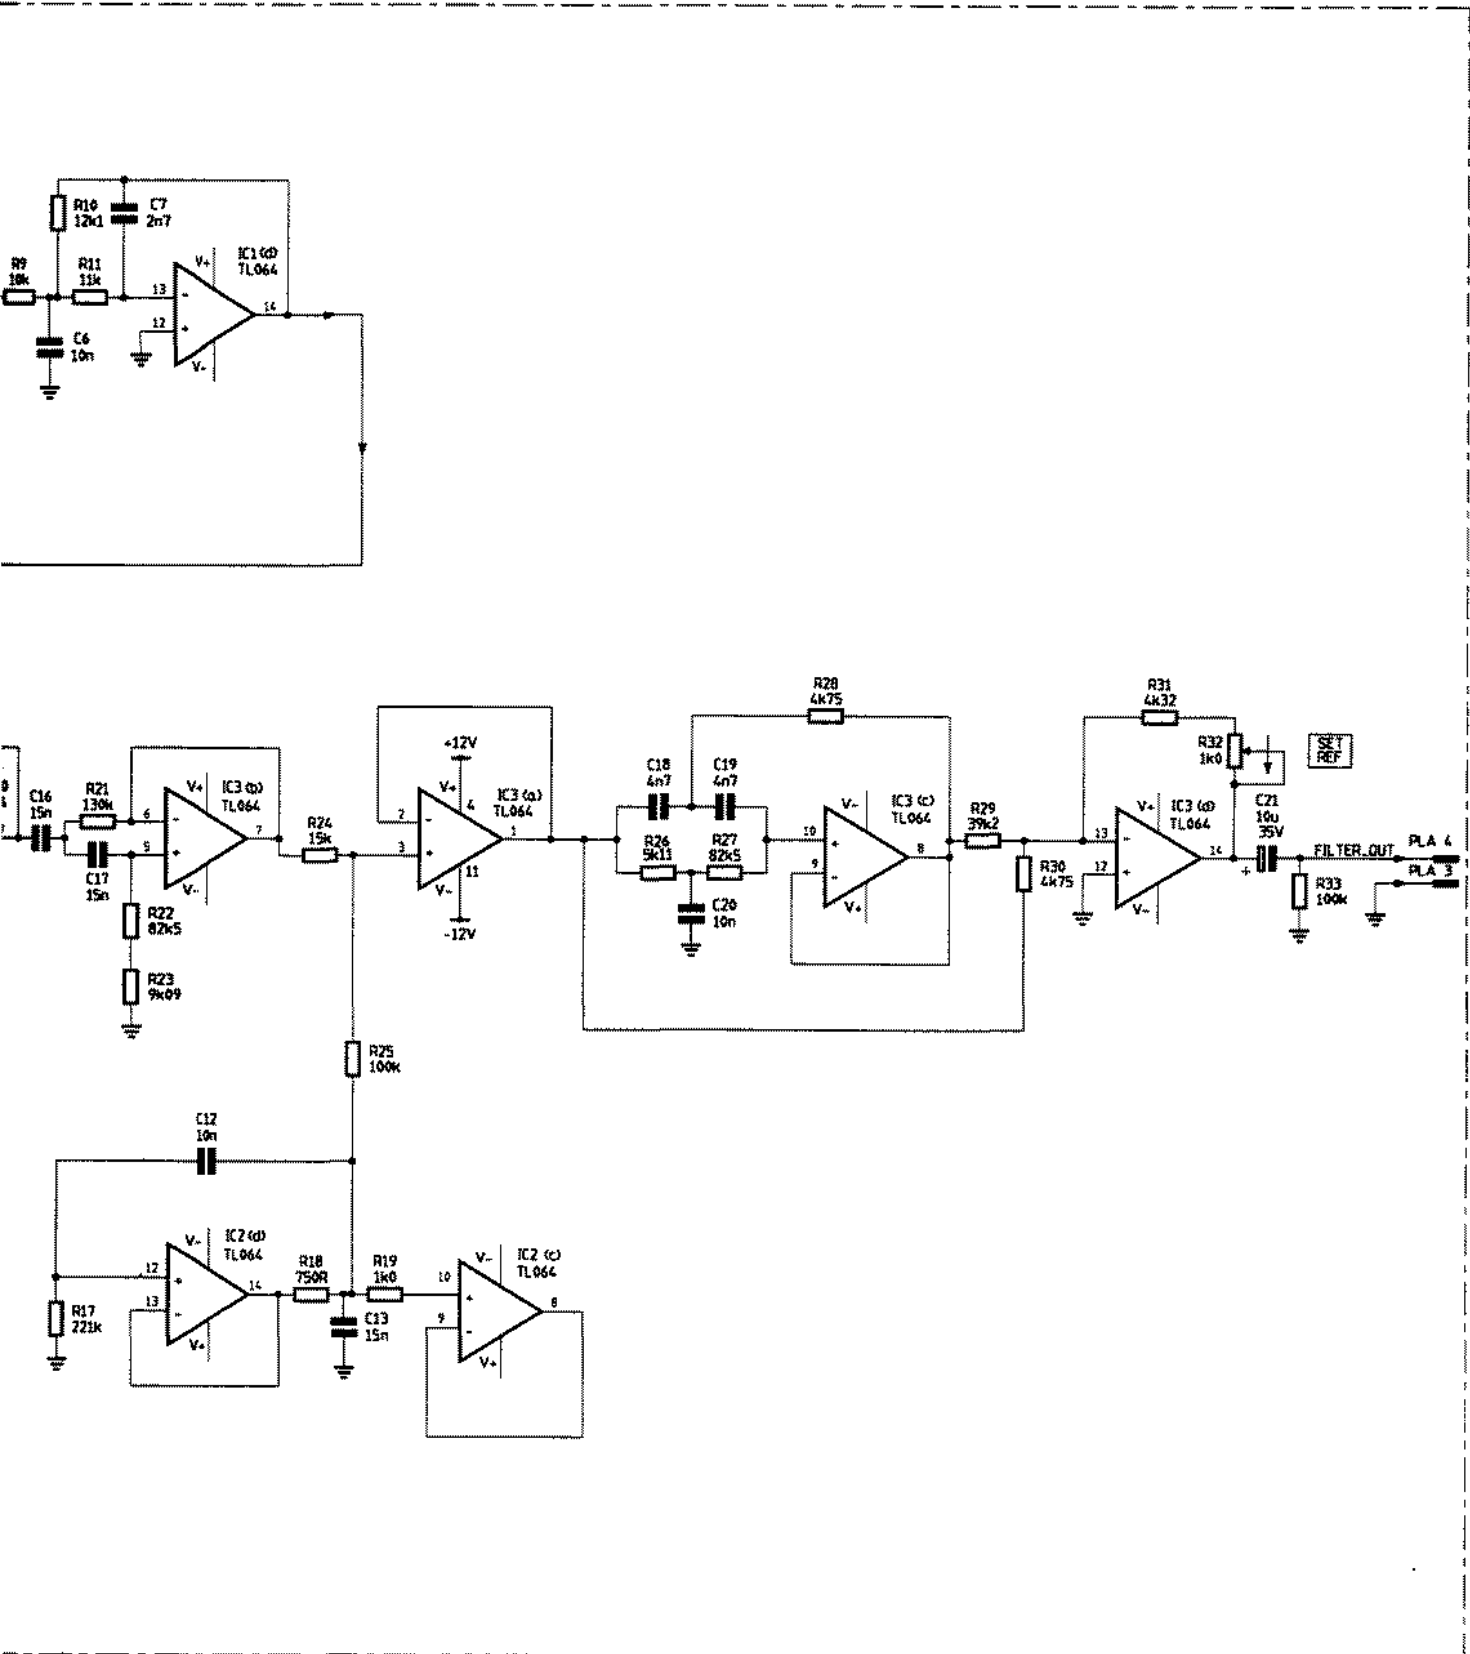 R10
12k1
C7
2n7
R9
10k
R11
11k
13
12
V+
V-
IC1(d)
TL064
14
C6
10n
R28
4k75
R31
4k32
R32
1k0
SET
REF
C16
15n
R21
130k
C17
15n
6
5
V+
V-
IC3(b)
TL064
7
R22
82k5
R23
9k09
R24
15k
+12V
V+
4
2
3
IC3(a)
TL064
1
11
V-
-12V
C18
4n7
C19
4n7
R26
5k11
R27
82k5
C20
10n
V-
10
9
IC3(c)
TL064
8
V+
R29
39k2
R30
4k75
V+
13
12
IC3(d)
TL064
14
V-
C21
10u
35V
+
FILTER_OUT
PLA 4
PLA 3
R33
100k
R25
100k
C12
10n
V-
12
13
IC2(d)
TL064
14
V+
R17
221k
R18
750R
R19
1k0
C13
15n
V-
10
9
IC2(c)
TL064
8
V+